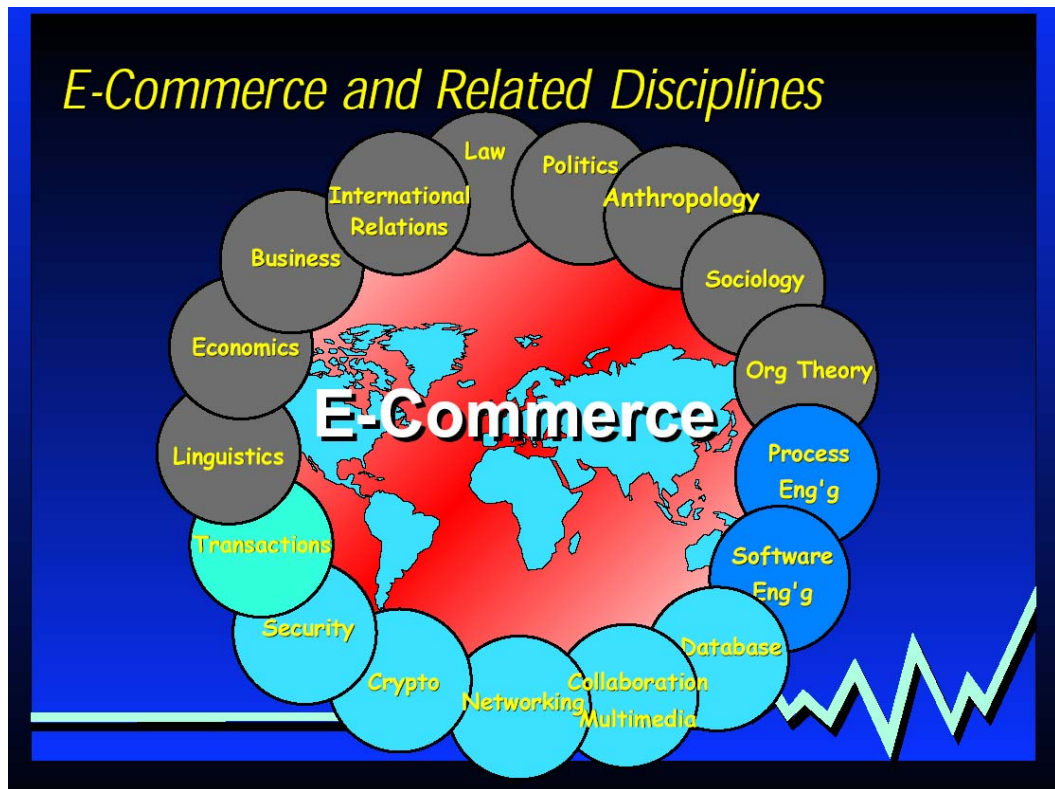 E-Commerce and Related Disciplines
Law
Politics
International
Relations
Anthropology
Business
Sociology
Economics
Org Theory
E-Commerce
Linguistics
Process
Eng'g
Transactions
Software
Eng'g
Security
Database
Crypto
Networking
Collaboration
Multimedia